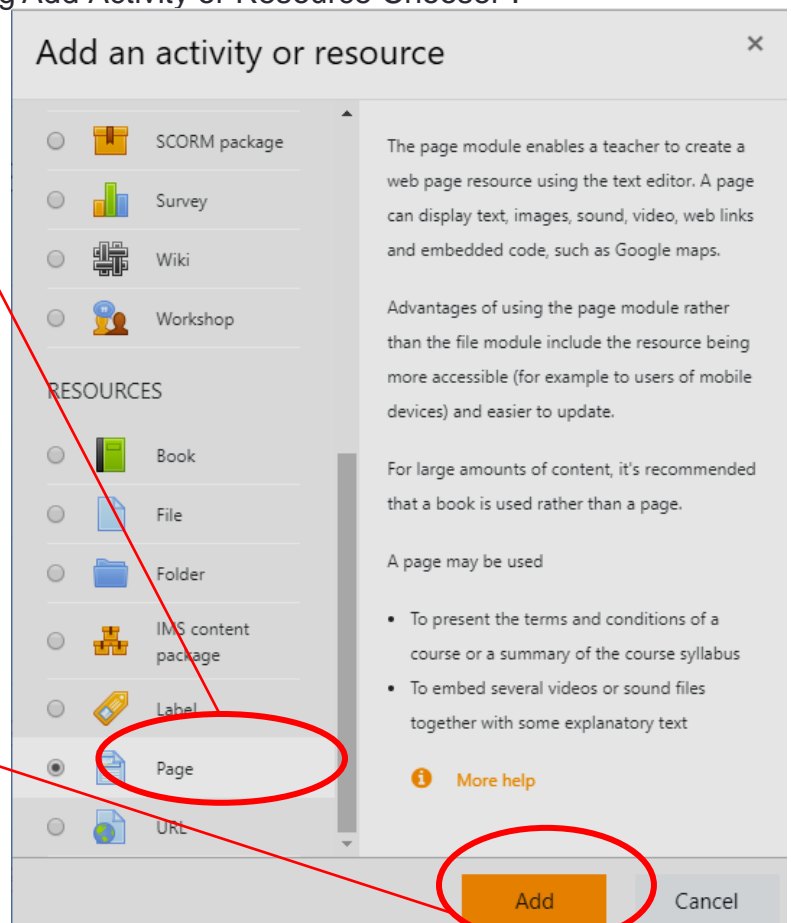 g Add Activity or Resource Chooser".
Add an activity or resource
×
SCORM package
Survey
Wiki
Workshop
RESOURCES
Book
File
Folder
IMS content
package
Label
Page
URL
The page module enables a teacher to create a
web page resource using the text editor. A page
can display text, images, sound, video, web links
and embedded code, such as Google maps.
Advantages of using the page module rather
than the file module include the resource being
more accessible (for example to users of mobile
devices) and easier to update.
For large amounts of content, it's recommended
that a book is used rather than a page.
A page may be used
• To present the terms and conditions of a
course or a summary of the course syllabus
• To embed several videos or sound files
together with some explanatory text
More help
Add
Cancel